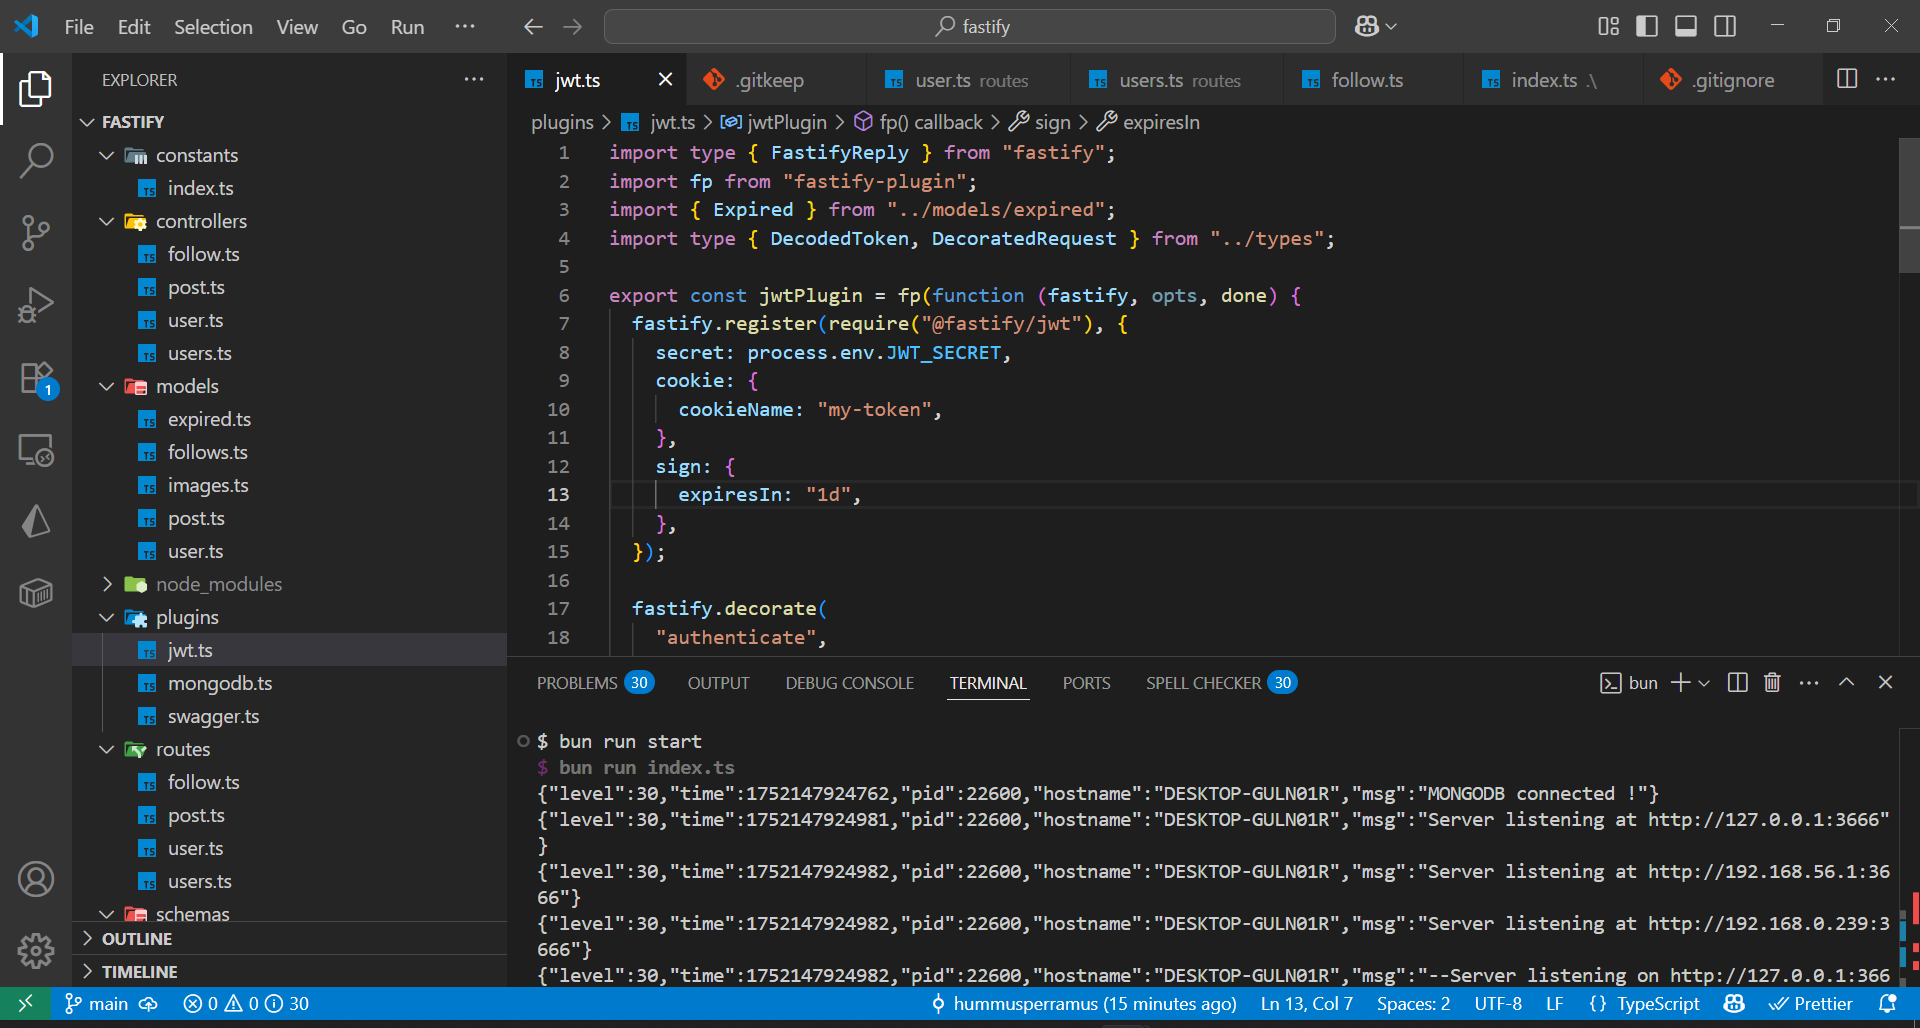 File Edit Selection View Go Run ···
fastify
EXPLORER
FASTIFY
constants
index.ts
controllers
follow.ts
post.ts
user.ts
users.ts
models
expired.ts
follows.ts
images.ts
post.ts
user.ts
node_modules
plugins
jwt.ts
mongodb.ts
swagger.ts
routes
follow.ts
post.ts
user.ts
users.ts
schemas
OUTLINE
TIMELINE
1
jwt.ts .gitkeep user.ts routes users.ts routes follow.ts index.ts .\ .gitignore
plugins > jwt.ts > jwtPlugin > fp() callback > sign > expiresIn
1 import type { FastifyReply } from "fastify";
2 import fp from "fastify-plugin";
3 import { Expired } from "../models/expired";
4 import type { DecodedToken, DecoratedRequest } from "../types";
5
6 export const jwtPlugin = fp(function (fastify, opts, done) {
7 fastify.register(require("@fastify/jwt"), {
8 secret: process.env.JWT_SECRET,
9 cookie: {
10 cookieName: "my-token",
11 },
12 sign: {
13 expiresIn: "1d",
14 },
15 });
16
17 fastify.decorate(
18 "authenticate",
PROBLEMS 30 OUTPUT DEBUG CONSOLE TERMINAL PORTS SPELL CHECKER 30 bun
$ bun run start
$ bun run index.ts
{"level":30,"time":1752147924762,"pid":22600,"hostname":"DESKTOP-GULN01R","msg":"MONGODB connected !"}
{"level":30,"time":1752147924981,"pid":22600,"hostname":"DESKTOP-GULN01R","msg":"Server listening at http://127.0.0.1:3666"
}
{"level":30,"time":1752147924982,"pid":22600,"hostname":"DESKTOP-GULN01R","msg":"Server listening at http://192.168.56.1:36
66"}
{"level":30,"time":1752147924982,"pid":22600,"hostname":"DESKTOP-GULN01R","msg":"Server listening at http://192.168.0.239:3
666"}
{"level":30,"time":1752147924982,"pid":22600,"hostname":"DESKTOP-GULN01R","msg":"--Server listening on http://127.0.0.1:366
main 0 0 30 hummusperramus (15 minutes ago) Ln 13, Col 7 Spaces: 2 UTF-8 LF {} TypeScript Prettier